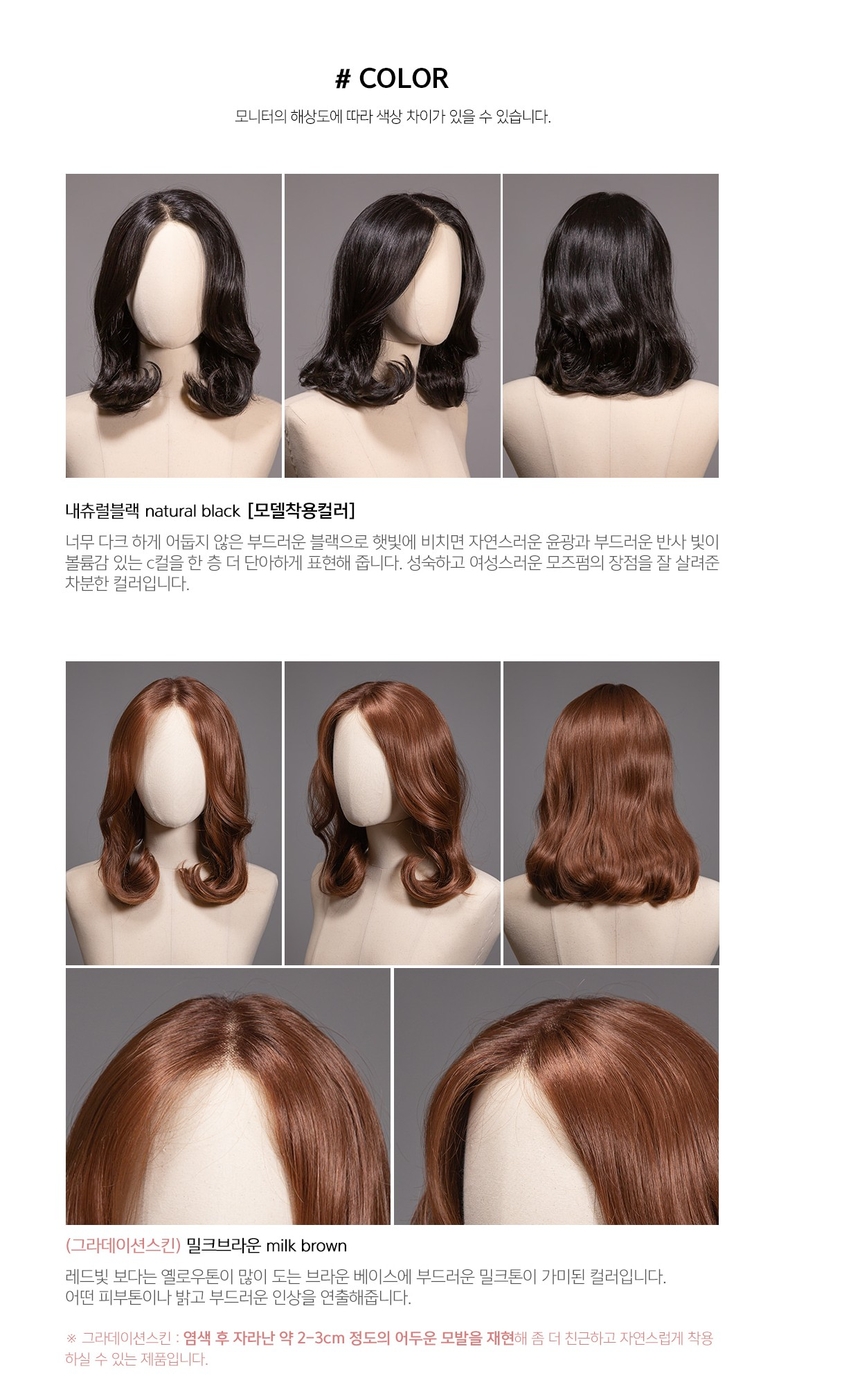 # COLOR
모니터의 해상도에 따라 색상 차이가 있을 수 있습니다.
내츄럴블랙 natural black [모델착용컬러]
너무 다크 하게 어둡지 않은 부드러운 블랙으로 햇빛에 비치면 자연스러운 윤광과 부드러운 반사 빛이
볼륨감 있는 c컬을 한 층 더 단아하게 표현해 줍니다. 성숙하고 여성스러운 모즈펌의 장점을 잘 살려준
차분한 컬러입니다.
(그라데이션스킨) 밀크브라운 milk brown
레드빛 보다는 옐로우톤이 많이 도는 브라운 베이스에 부드러운 밀크톤이 가미된 컬러입니다.
어떤 피부톤이나 밝고 부드러운 인상을 연출해줍니다.
※ 그라데이션스킨 : 염색 후 자라난 약 2-3cm 정도의 어두운 모발을 재현해 좀 더 친근하고 자연스럽게 착용
하실 수 있는 제품입니다.